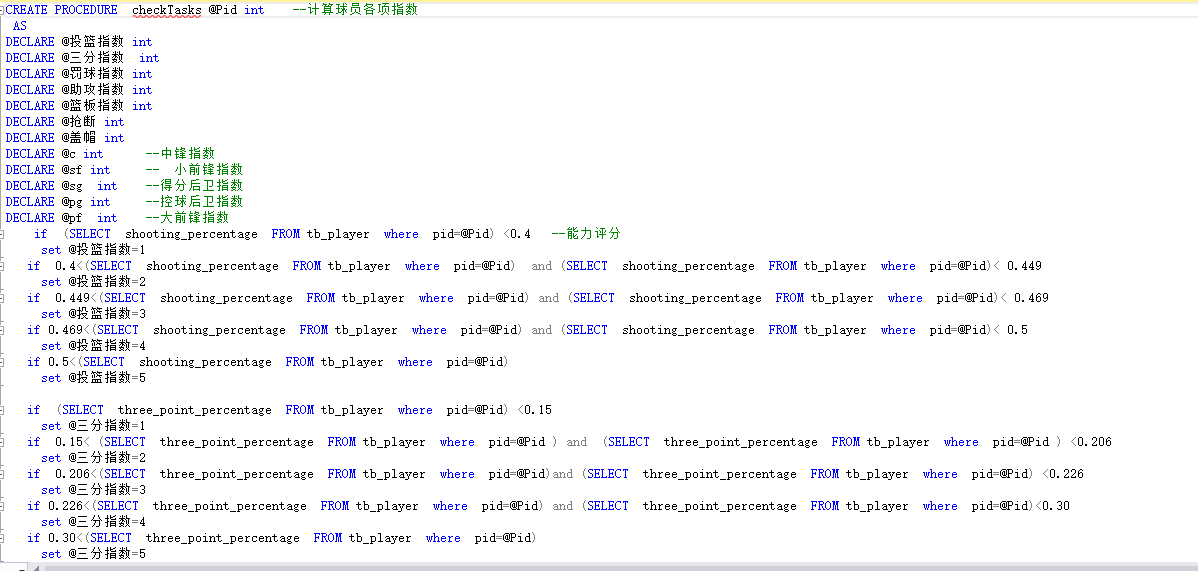 CREATE PROCEDURE  checkTasks @Pid int    --计算球员各项指数
AS
DECLARE @投篮指数 int
DECLARE @三分指数  int
DECLARE @罚球指数 int
DECLARE @助攻指数 int
DECLARE @篮板指数 int
DECLARE @抢断 int
DECLARE @盖帽 int
DECLARE @c int      --中锋指数
DECLARE @sf int     --  小前锋指数
DECLARE @sg  int    --得分后卫指数
DECLARE @pg int     --控球后卫指数
DECLARE @pf  int    --大前锋指数
if  (SELECT  shooting_percentage  FROM tb_player  where  pid=@Pid) <0.4   --能力评分
set @投篮指数=1
if  0.4<(SELECT  shooting_percentage  FROM tb_player  where  pid=@Pid)  and (SELECT  shooting_percentage  FROM tb_player  where  pid=@Pid)< 0.449
set @投篮指数=2
if  0.449<(SELECT  shooting_percentage  FROM tb_player  where  pid=@Pid) and (SELECT  shooting_percentage  FROM tb_player  where  pid=@Pid)< 0.469
set @投篮指数=3
if 0.469<(SELECT  shooting_percentage  FROM tb_player  where  pid=@Pid) and (SELECT  shooting_percentage  FROM tb_player  where  pid=@Pid)< 0.5
set @投篮指数=4
if 0.5<(SELECT  shooting_percentage  FROM tb_player  where  pid=@Pid)
set @投篮指数=5
if  (SELECT  three_point_percentage  FROM tb_player  where  pid=@Pid) <0.15
set @三分指数=1
if  0.15< (SELECT  three_point_percentage  FROM tb_player  where  pid=@Pid ) and  (SELECT  three_point_percentage  FROM tb_player  where  pid=@Pid ) <0.206
set @三分指数=2
if  0.206<(SELECT  three_point_percentage  FROM tb_player  where  pid=@Pid)and (SELECT  three_point_percentage  FROM tb_player  where  pid=@Pid) <0.226
set @三分指数=3
if 0.226<(SELECT  three_point_percentage  FROM tb_player  where  pid=@Pid) and (SELECT  three_point_percentage  FROM tb_player  where  pid=@Pid)<0.30
set @三分指数=4
if 0.30<(SELECT  three_point_percentage  FROM tb_player  where  pid=@Pid)
set @三分指数=5